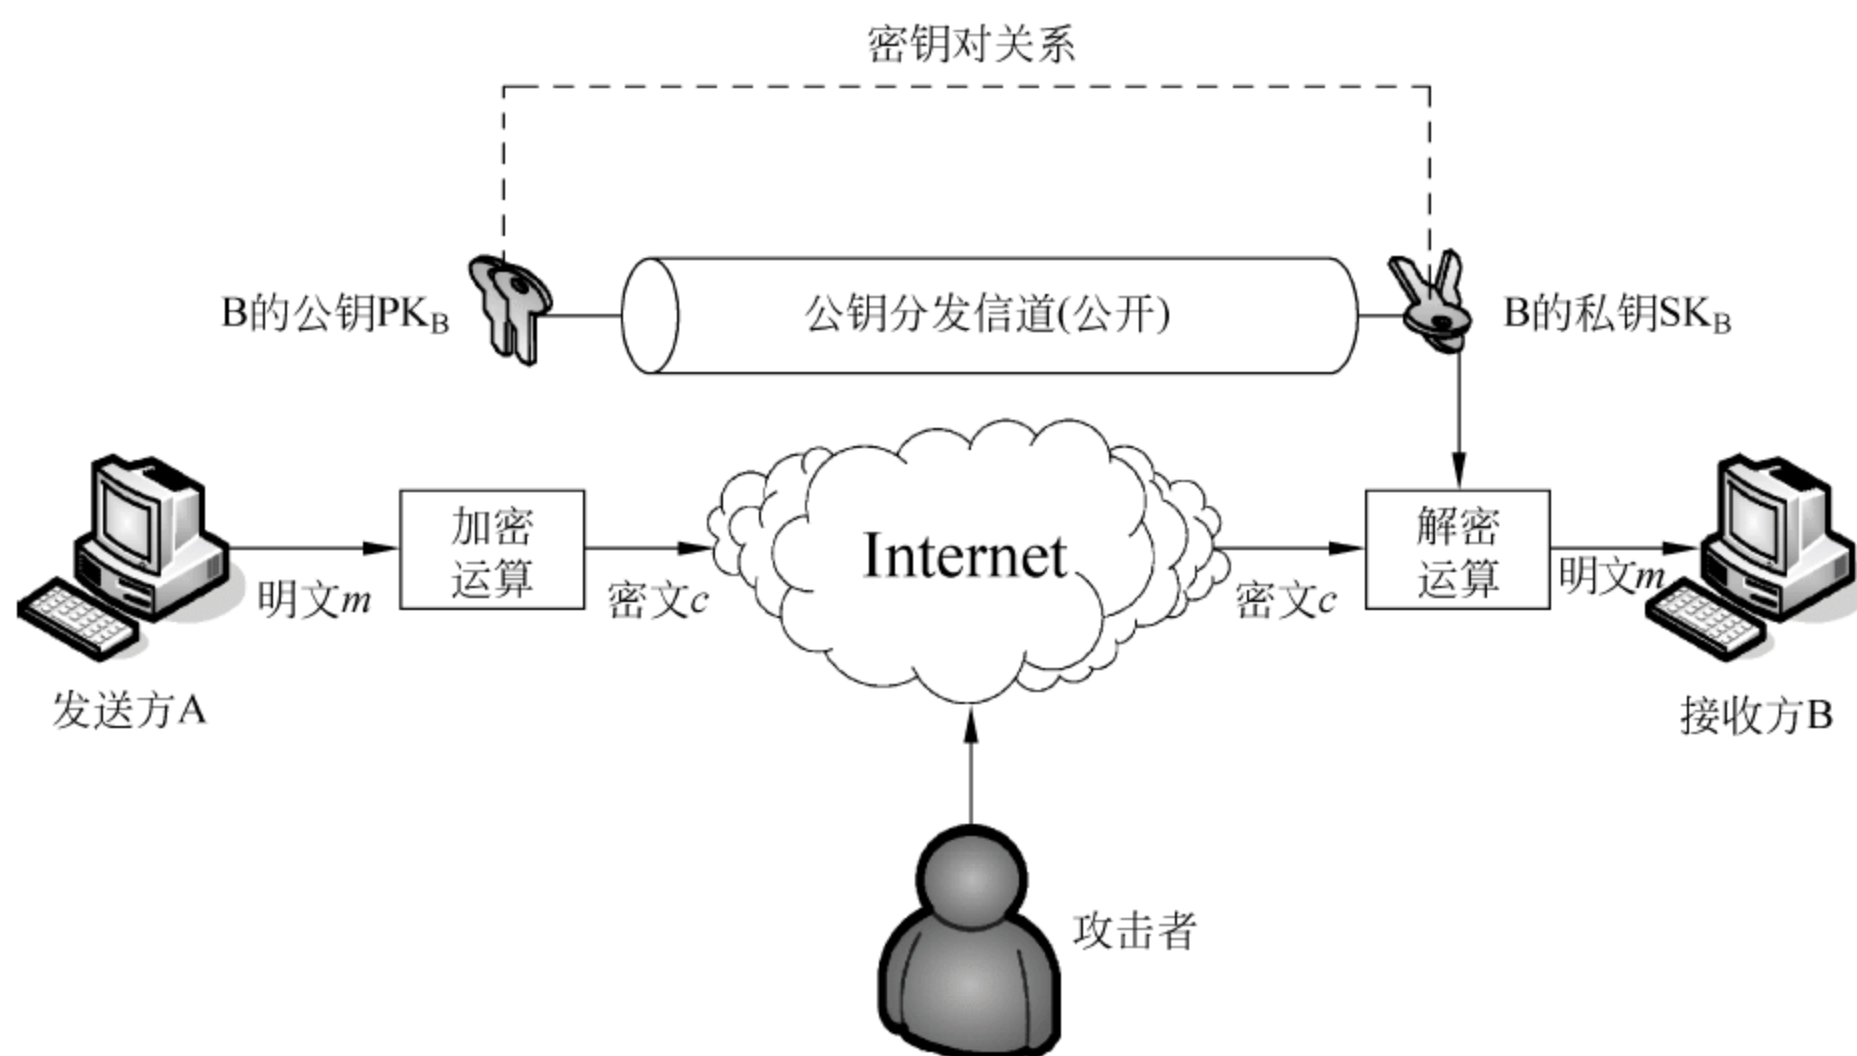 密钥对关系
B的公钥PKB
公钥分发信道(公开)
B的私钥SKB
加密
运算
Internet
解密
运算
明文m
密文c
密文c
明文m
发送方A
接收方B
攻击者